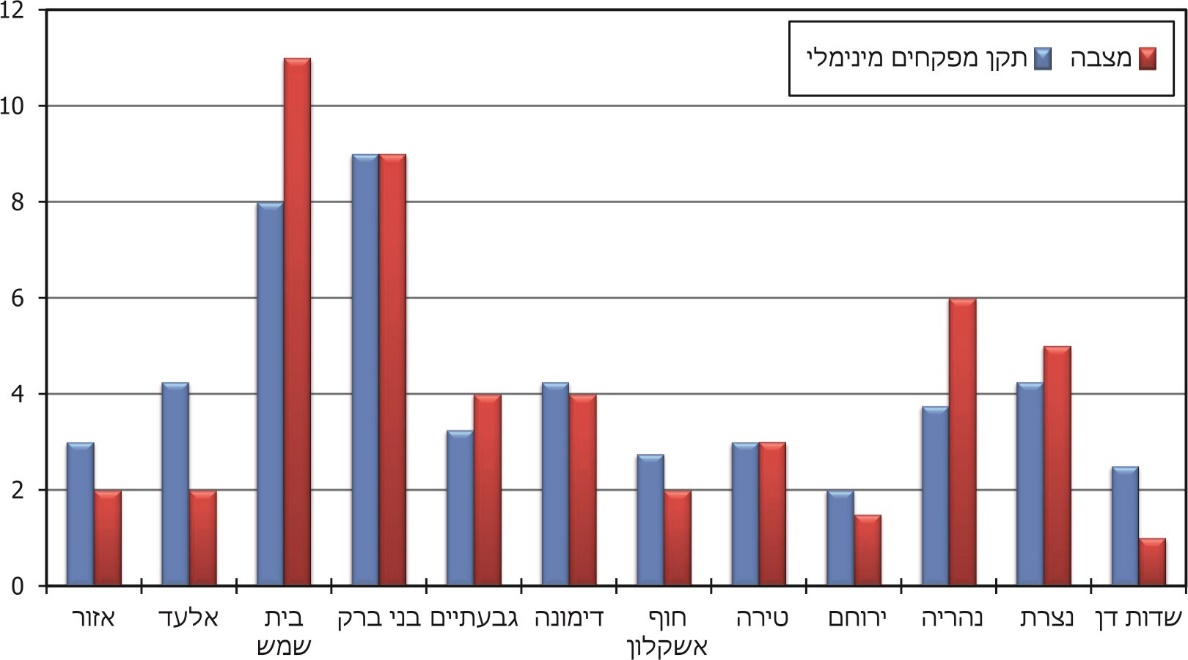 12
10
8
6
4
2
0
מצבה
תקן מפקחים מינימלי
אזור
אלעד
בית
שמש
בני ברק
גבעתיים
דימונה
חוף
אשקלון
טירה
ירוחם
נהריה
נצרת
שדות דן